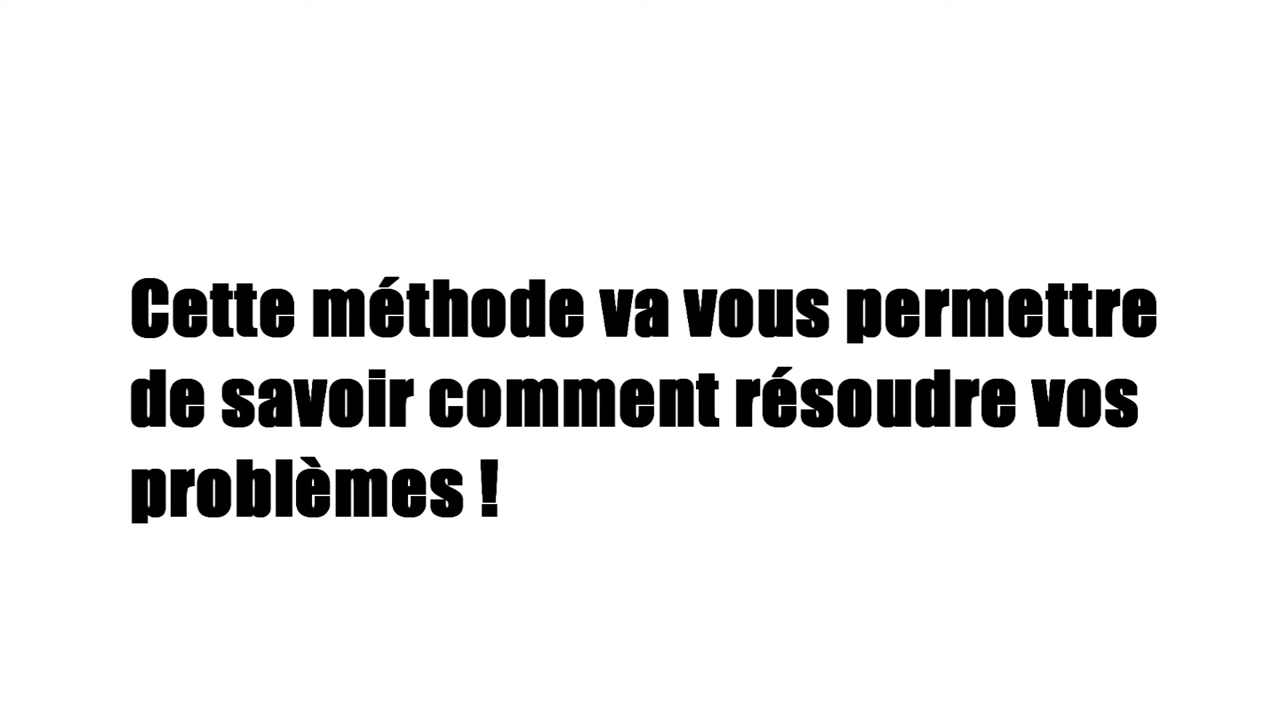 Cette méthode va vous permettre
de savoir comment résoudre vos
problèmes !